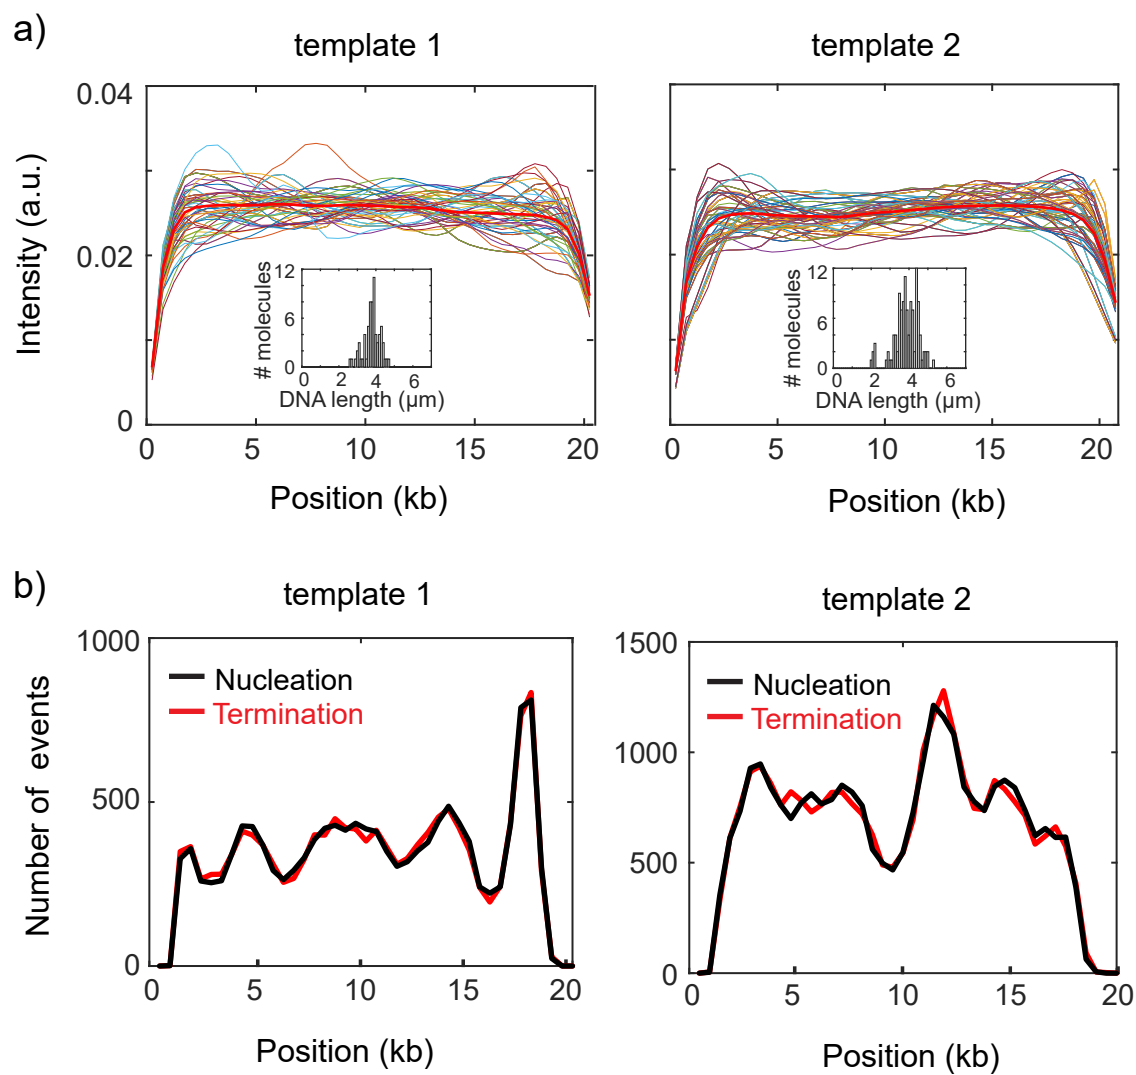 a)
template 1
template 2
Intensity (a.u.)
0.04
0.02
0
# molecules
12
6
0
0 2 4 6
DNA length (μm)
# molecules
12
6
0
0 2 4 6
DNA length (μm)
0 5 10 15 20
0 5 10 15 20
Position (kb)
Position (kb)
b)
template 1
template 2
Number of events
1000
500
0
Nucleation
Termination
1500
1000
500
0
Nucleation
Termination
0 5 10 15 20
0 5 10 15 20
Position (kb)
Position (kb)